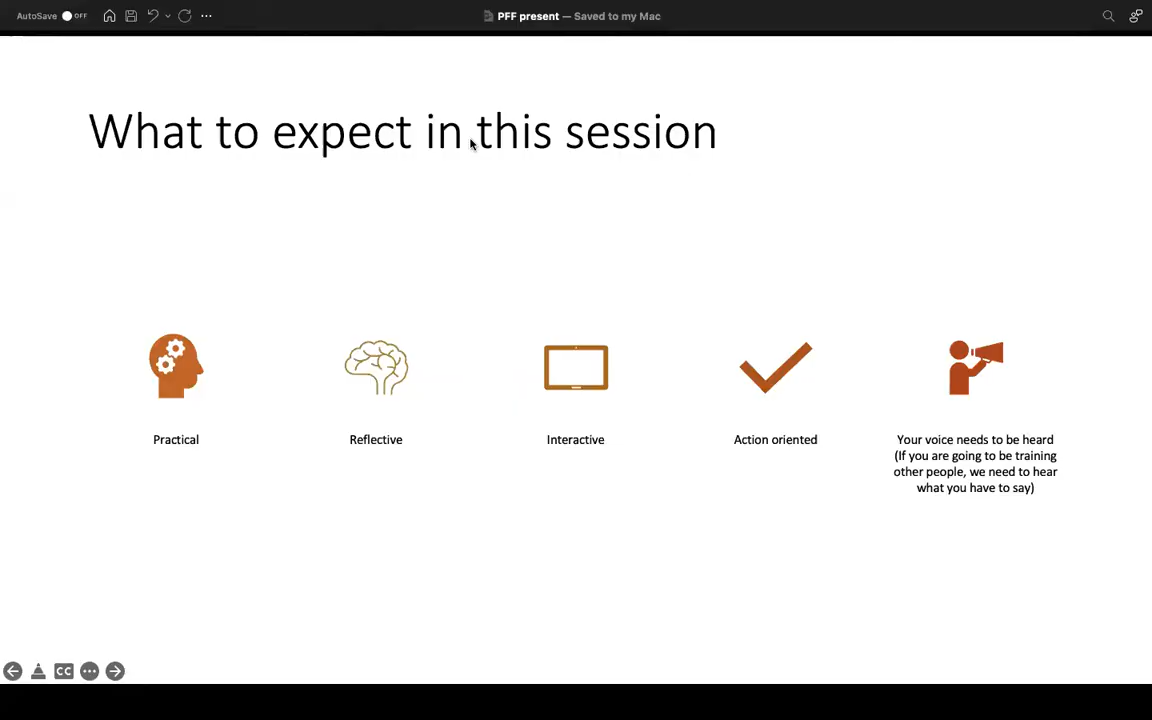 AutoSave OFF
PFF present — Saved to my Mac
What to expect in this session
Practical
Reflective
Interactive
Action oriented
Your voice needs to be heard
(If you are going to be training
other people, we need to hear
what you have to say)
CC